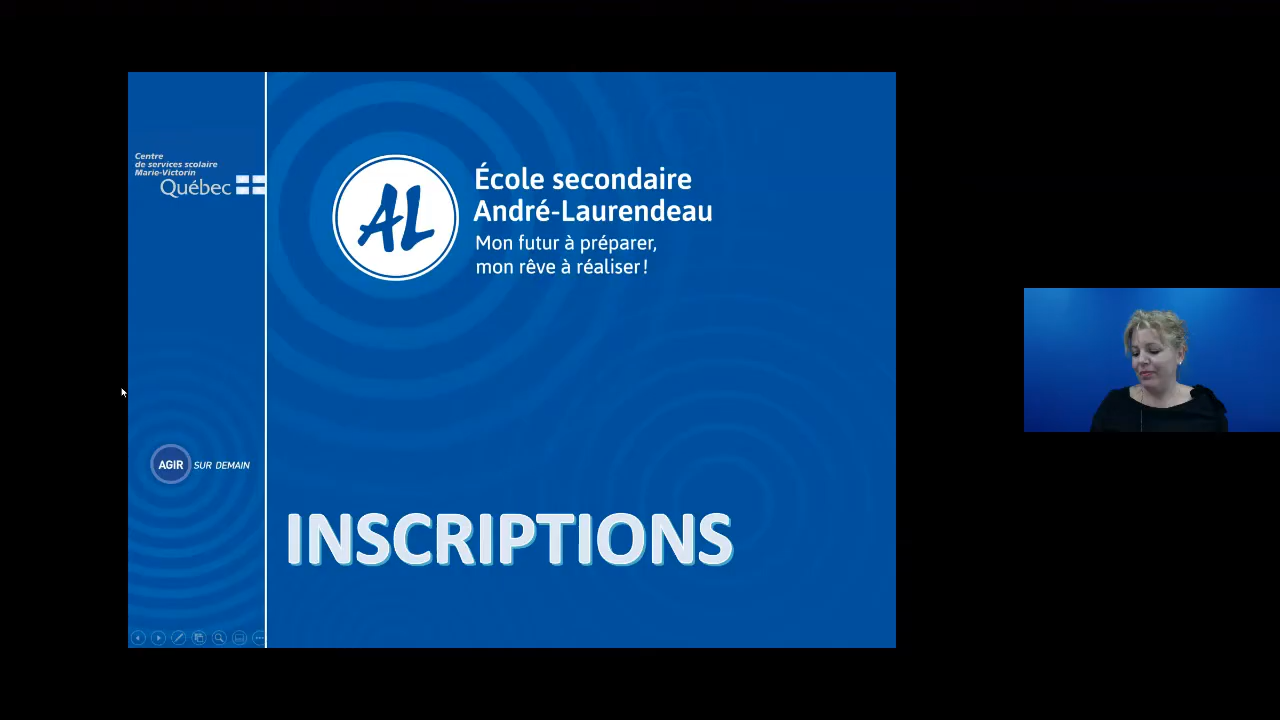 Centre
de services scolaire
Marie-Victorin
Québec
AL
École secondaire
André-Laurendeau
Mon futur à préparer,
mon rêve à réaliser !
AGIR SUR DEMAIN
INSCRIPTIONS